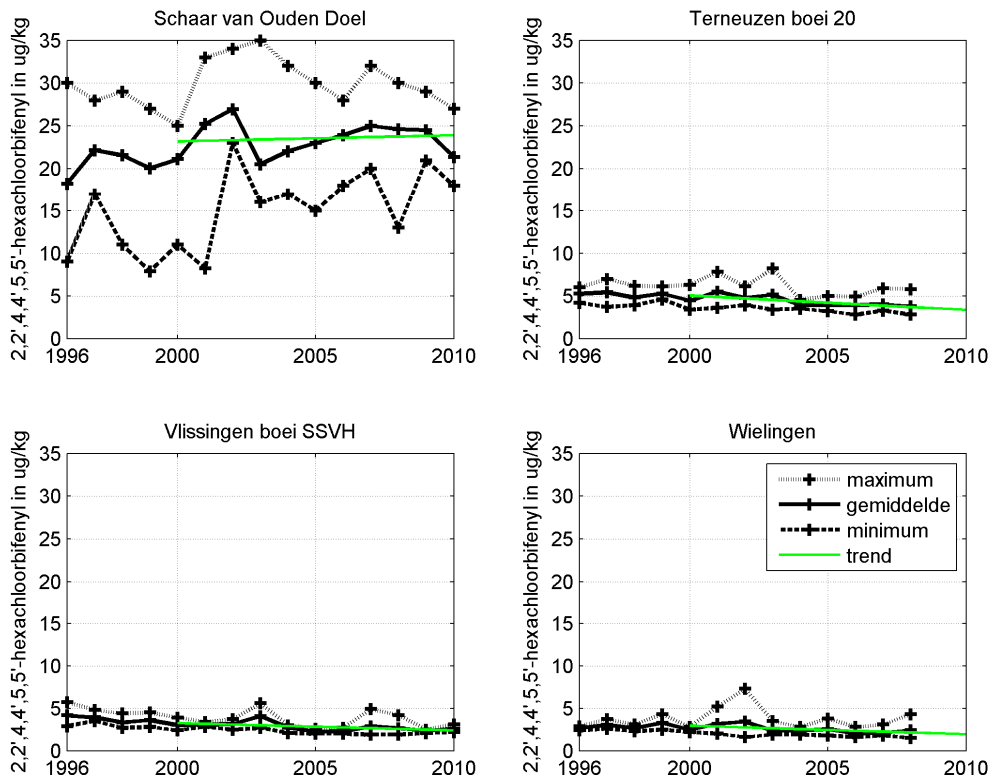 Schaar van Ouden Doel
2,2',4,4',5,5'-hexachloorbifenyl in ug/kg
35
30
25
20
15
10
5
0
1996 2000 2005 2010
Terneuzen boei 20
2,2',4,4',5,5'-hexachloorbifenyl in ug/kg
35
30
25
20
15
10
5
0
1996 2000 2005 2010
Vlissingen boei SSVH
2,2',4,4',5,5'-hexachloorbifenyl in ug/kg
35
30
25
20
15
10
5
0
1996 2000 2005 2010
Wielingen
2,2',4,4',5,5'-hexachloorbifenyl in ug/kg
35
30
25
20
15
10
5
0
1996 2000 2005 2010
maximum
gemiddelde
minimum
trend